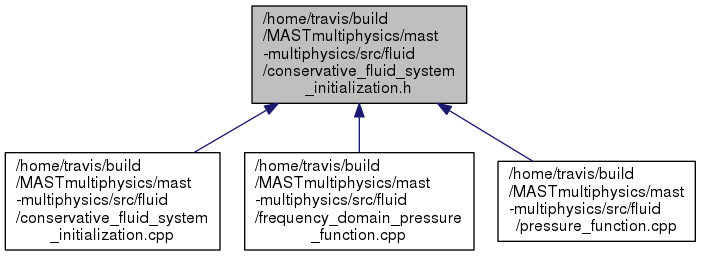 /home/travis/build
/MASTmultiphysics/mast
-multiphysics/src/fluid
/conservative_fluid_system
_initialization.h
/home/travis/build
/MASTmultiphysics/mast
-multiphysics/src/fluid
/conservative_fluid_system
_initialization.cpp
/home/travis/build
/MASTmultiphysics/mast
-multiphysics/src/fluid
/frequency_domain_pressure
_function.cpp
/home/travis/build
/MASTmultiphysics/mast
-multiphysics/src/fluid
/pressure_function.cpp